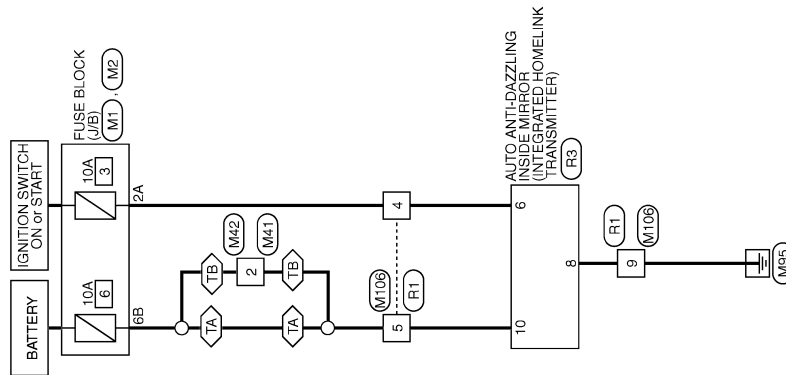 BATTERY
IGNITION SWITCH
ON or START
FUSE BLOCK
(J/B)
M1 , M2
10A
6
10A
3
6B
2A
TA
TB
M42
2
M41
TA
TB
M106
5
4
R1
AUTO ANTI-DAZZLING
INSIDE MIRROR
(INTEGRATED HOMELINK
TRANSMITTER)
R3
10
6
8
R1
9
M106
M95